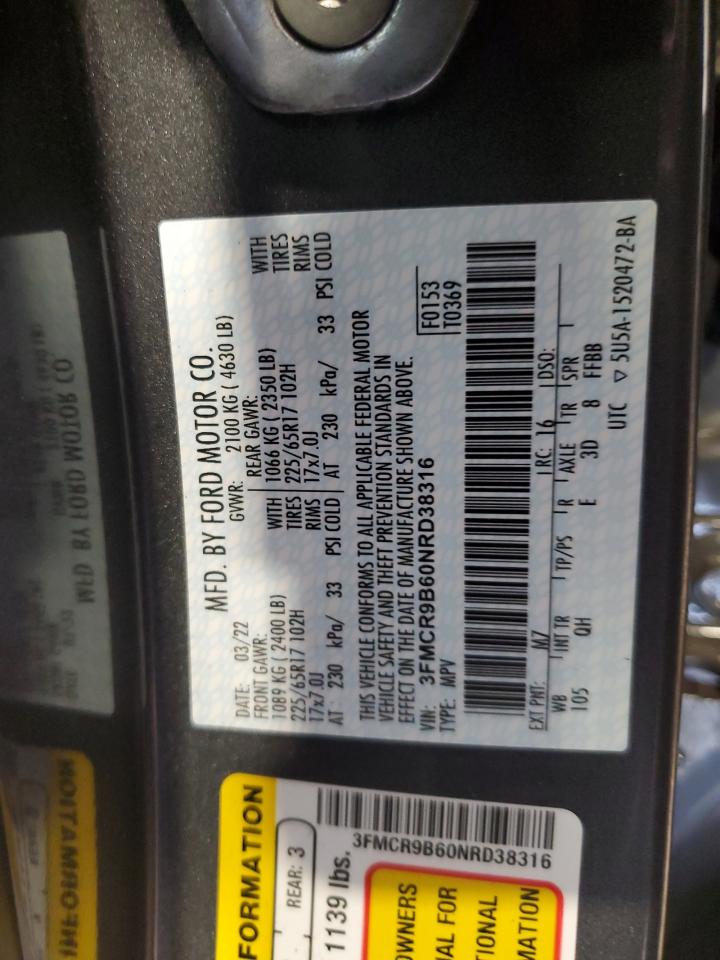 MFD. BY FORD MOTOR CO.
DATE: 03/22 GVWR: 2100 KG ( 4630 LB)
FRONT GAWR: REAR GAWR:
1089 KG ( 2400 LB) WITH 1066 KG ( 2350 LB) WITH
225/65R17 102H TIRES 225/65R17 102H TIRES
17x7.0J RIMS 17x7.0J RIMS
AT 230 kPa/ 33 PSI COLD AT 230 kPa/ 33 PSI COLD
THIS VEHICLE CONFORMS TO ALL APPLICABLE FEDERAL MOTOR
VEHICLE SAFETY AND THEFT PREVENTION STANDARDS IN
EFFECT ON THE DATE OF MANUFACTURE SHOWN ABOVE.
VIN: 3FMCR9B60NRD38316 F0153
TYPE: MPV T0369
EXT PNT: M7 RC: 16 DSO:
WB INT TR TP/PS R AXLE TR SPR
105 QH E 3D 8 FFBB
UTC ▽ 5U5A-1520472-BA
FORMATION
REAR: 3
1139 lbs.
3FMCR9B60NRD38316
OWNERS
AL FOR
TIONAL
MATION